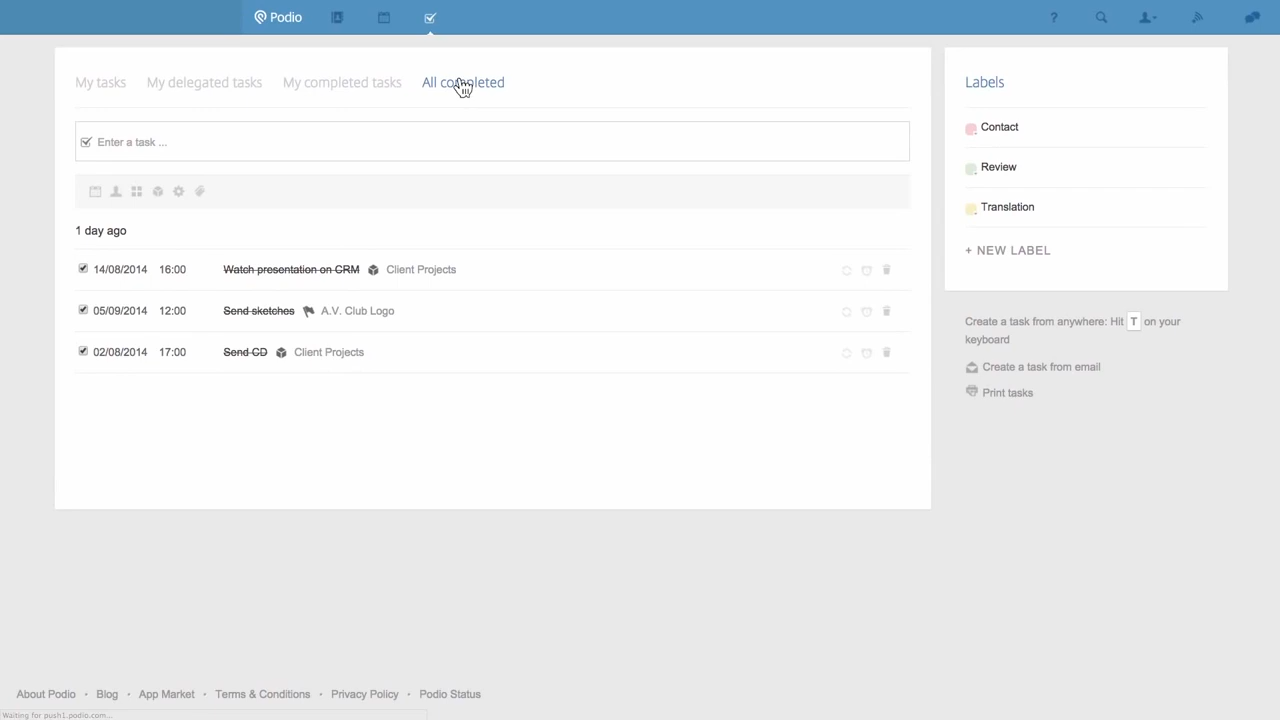 Podio
My tasks My delegated tasks My completed tasks All completed
Enter a task ...
1 day ago
14/08/2014 16:00 Watch presentation on CRM Client Projects
05/09/2014 12:00 Send sketches A.V. Club Logo
02/08/2014 17:00 Send CD Client Projects
Labels
Contact
Review
Translation
+ NEW LABEL
Create a task from anywhere: Hit T on your
keyboard
Create a task from email
Print tasks
About Podio • Blog • App Market • Terms & Conditions • Privacy Policy • Podio Status
Waiting for push1.podio.com...